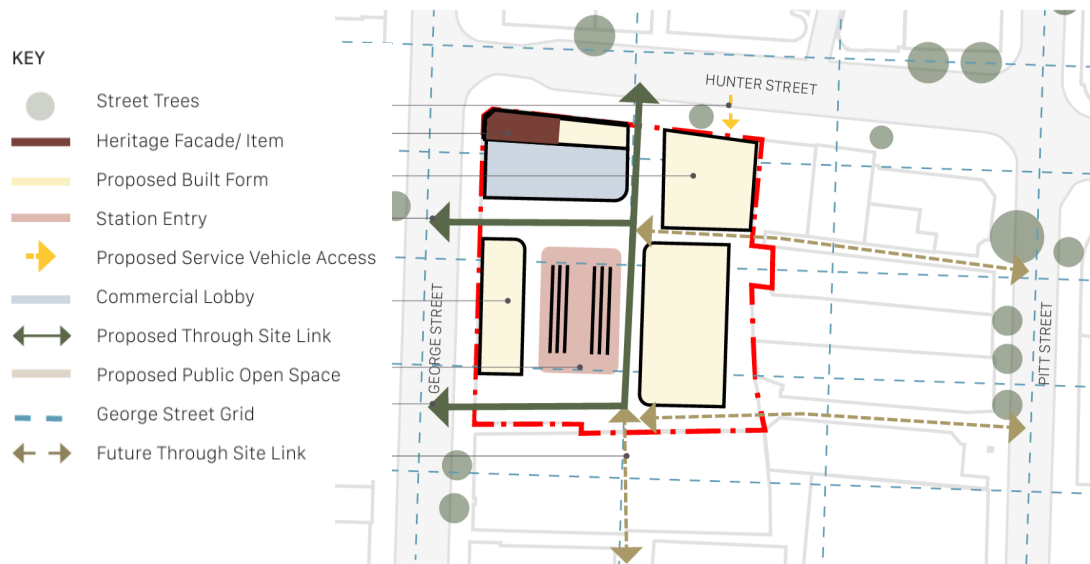 KEY
Street Trees
Heritage Facade/ Item
Proposed Built Form
Station Entry
Proposed Service Vehicle Access
Commercial Lobby
Proposed Through Site Link
Proposed Public Open Space
George Street Grid
Future Through Site Link
HUNTER STREET
GEORGE STREET
PITT STREET